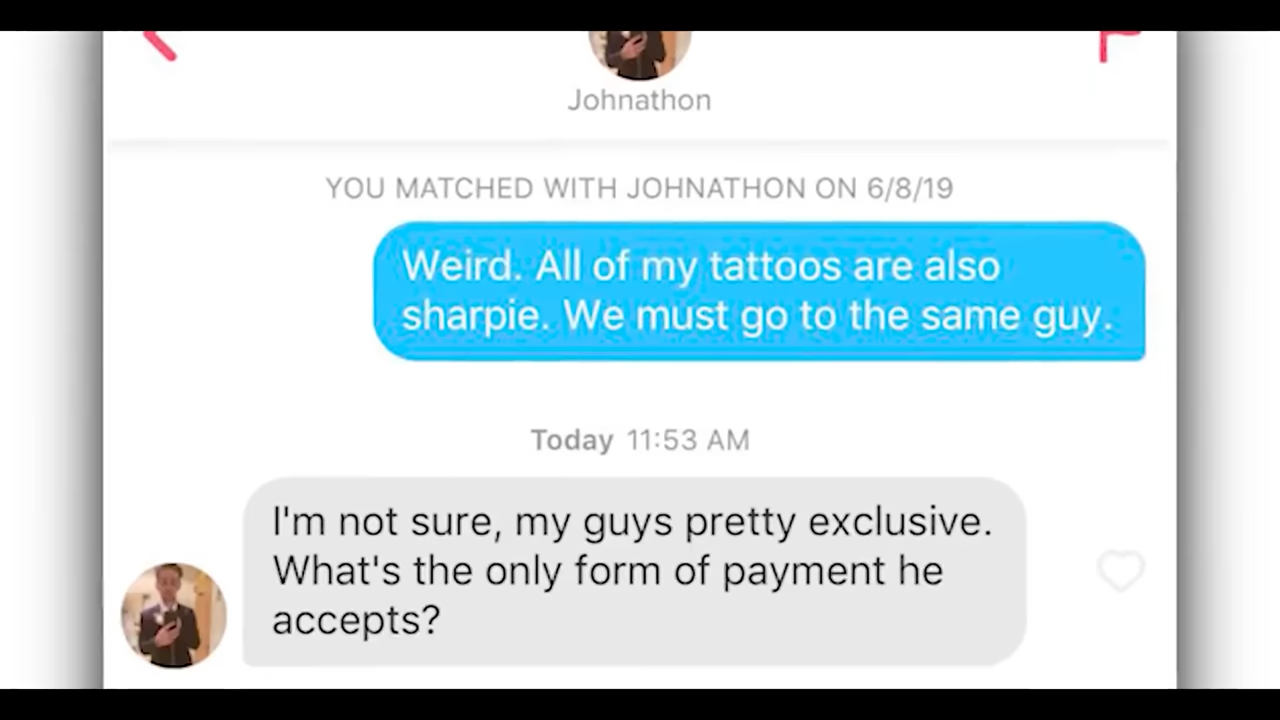 Johnathon
YOU MATCHED WITH JOHNATHON ON 6/8/19
Weird. All of my tattoos are also
sharpie. We must go to the same guy.
Today 11:53 AM
I'm not sure, my guys pretty exclusive.
What's the only form of payment he
accepts?